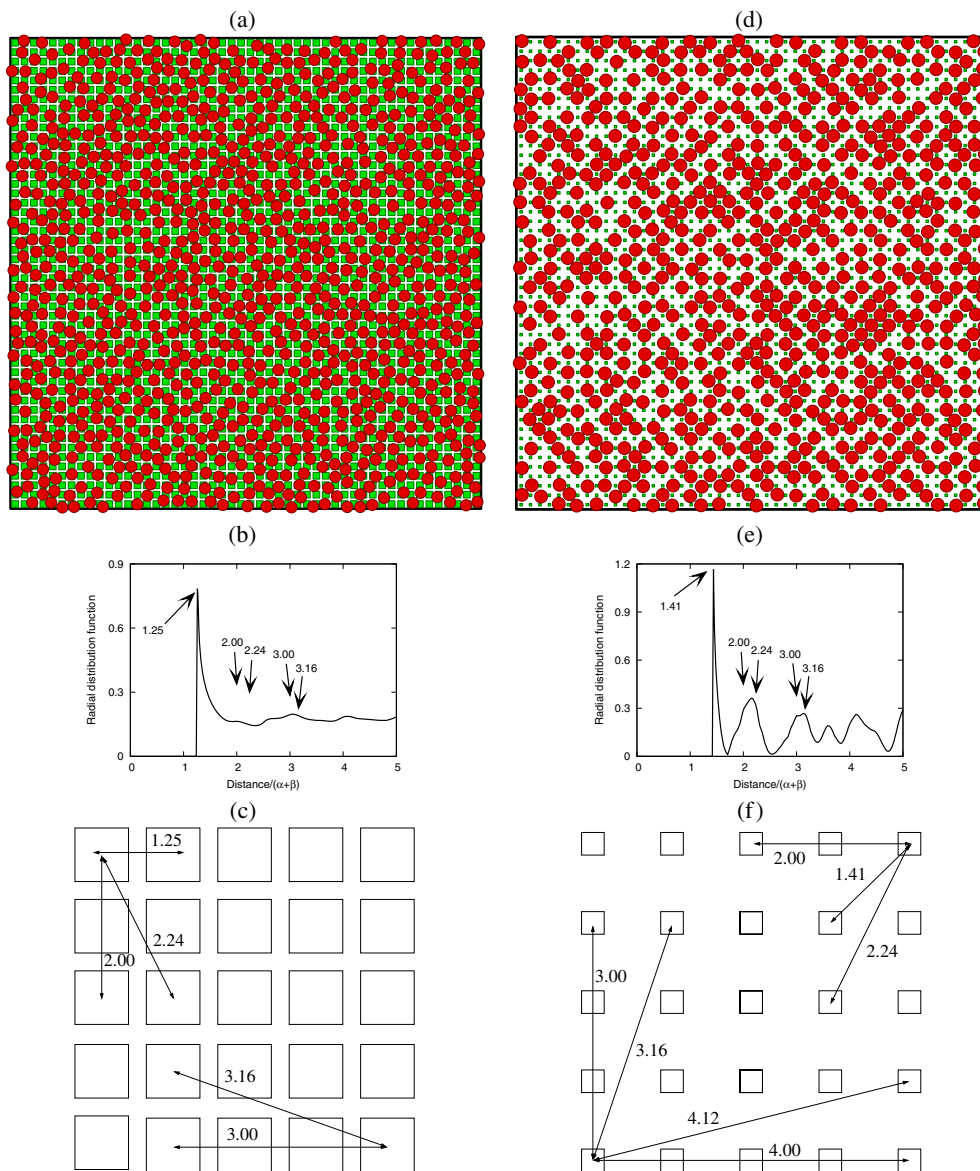 (a)
(d)
(b)
0.9
0.6
0.3
0
Radial distribution function
1.25
2.00
2.24
3.00
3.16
0 1 2 3 4 5
Distance/(α+β)
(e)
1.2
0.9
0.6
0.3
0
Radial distribution function
1.41
2.00
2.24
3.00
3.16
0 1 2 3 4 5
Distance/(α+β)
(c)
1.25
2.24
2.00
3.16
3.00
(f)
2.00
1.41
2.24
3.00
3.16
4.12
4.00